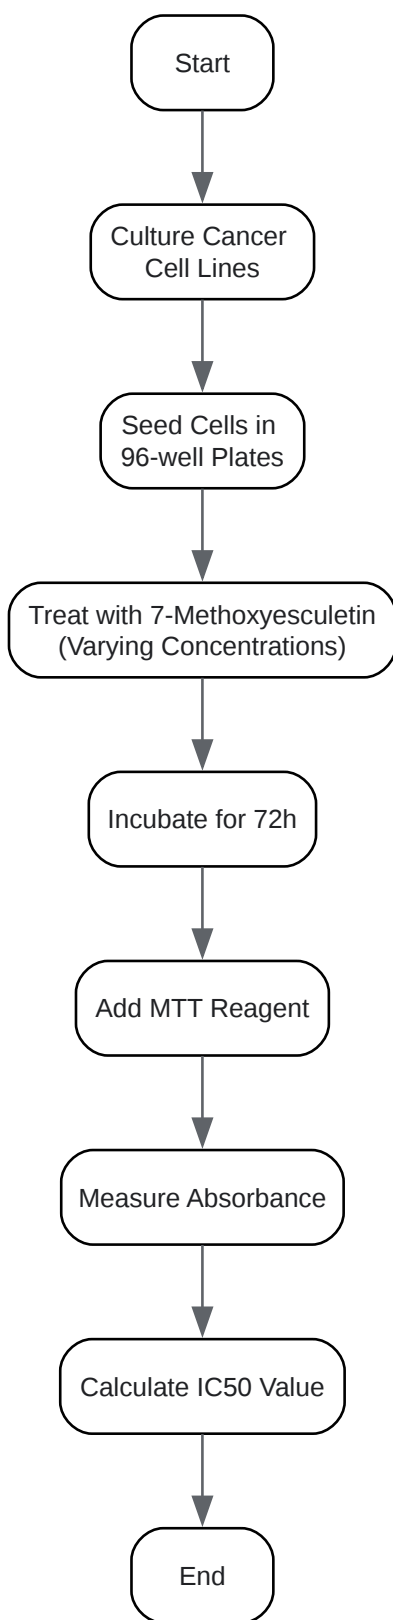 Start
Culture Cancer
Cell Lines
Seed Cells in
96-well Plates
Treat with 7-Methoxyesculetin
(Varying Concentrations)
Incubate for 72h
Add MTT Reagent
Measure Absorbance
Calculate IC50 Value
End